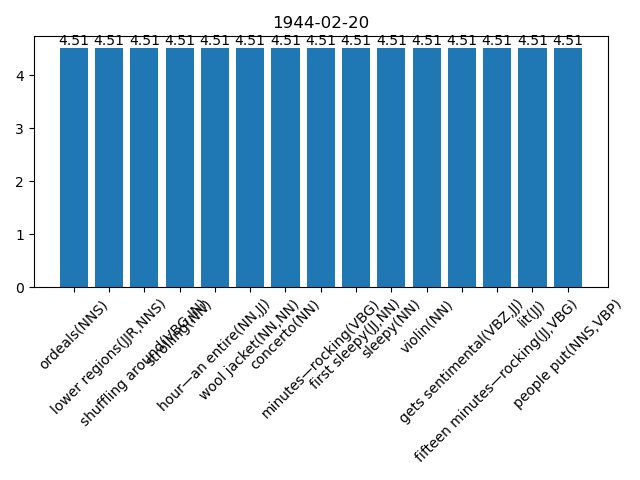 1944-02-20
4.51 4.51 4.51 4.51 4.51 4.51 4.51 4.51 4.51 4.51 4.51 4.51 4.51 4.51 4.51
4
3
2
1
0
ordeals(NNS)
lower regions(JJR,NNS)
shuffling around(VBG,IN)
strolling(NN)
hour—an entire(NN,JJ)
wool jacket(NN,NN)
concerto(NN)
minutes—rocking(VBG)
first sleepy(JJ,NN)
sleepy(NN)
violin(NN)
gets sentimental(VBZ,JJ)
fifteen minutes—rocking(JJ,VBG)
lit(JJ)
people put(NNS,VBP)